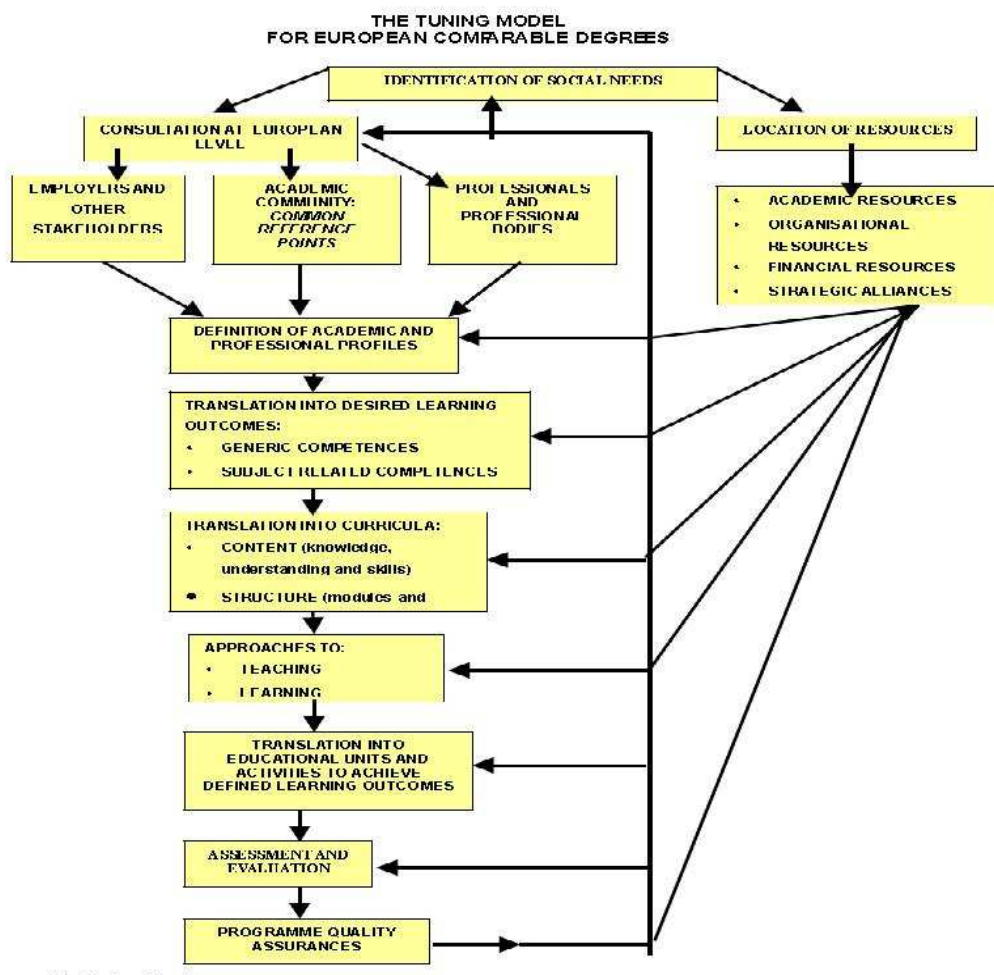 THE TUNING MODEL
FOR EUROPEAN COMPARABLE DEGREES
IDENTIFICATION OF SOCIAL NEEDS
CONSULTATION AT EUROPEAN
LEVEL
LOCATION OF RESOURCES
EMPLOYERS AND
OTHER
STAKEHOLDERS
ACADEMIC
COMMUNITY:
COMMON
REFERENCE
POINTS
PROFESSIONALS
AND
PROFESSIONAL
BODIES
• ACADEMIC RESOURCES
• ORGANISATIONAL
RESOURCES
• FINANCIAL RESOURCES
• STRATEGIC ALLIANCES
DEFINITION OF ACADEMIC AND
PROFESSIONAL PROFILES
TRANSLATION INTO DESIRED LEARNING
OUTCOMES:
• GENERIC COMPETENCES
• SUBJECT RELATED COMPETENCES
TRANSLATION INTO CURRICULA:
• CONTENT (knowledge,
understanding and skills)
• STRUCTURE (modules and
APPROACHES TO:
• TEACHING
• LEARNING
TRANSLATION INTO
EDUCATIONAL UNITS AND
ACTIVITIES TO ACHIEVE
DEFINED LEARNING OUTCOMES
ASSESSMENT AND
EVALUATION
PROGRAMME QUALITY
ASSURANCES